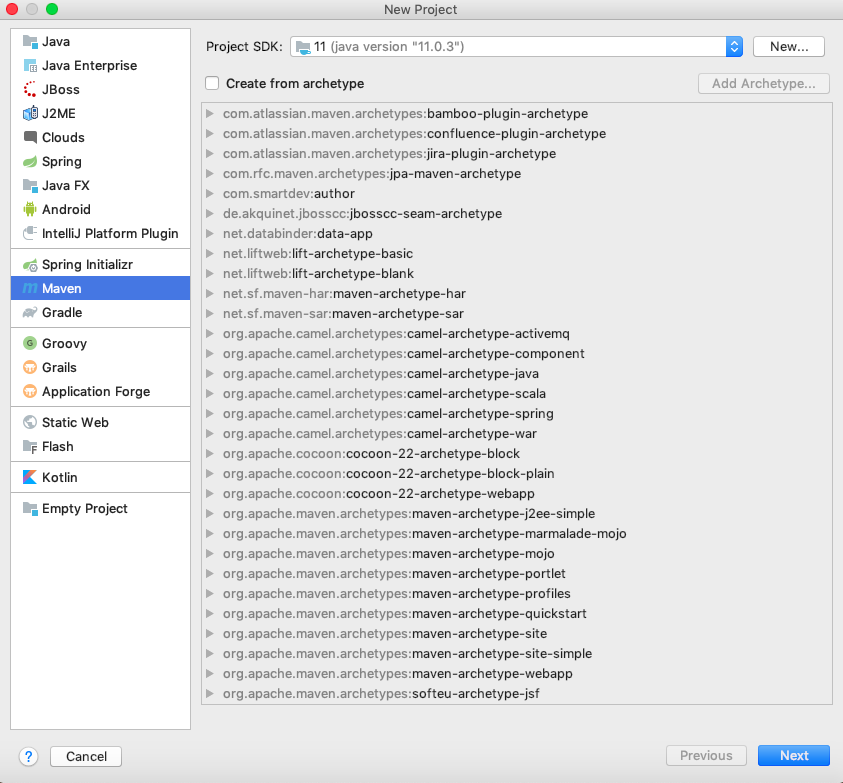 New Project
Java
Java Enterprise
JBoss
J2ME
Clouds
Spring
Java FX
Android
IntelliJ Platform Plugin
Spring Initializr
Maven
Gradle
Groovy
Grails
Application Forge
Static Web
Flash
Kotlin
Empty Project
Project SDK: 11 (java version "11.0.3") New...
Create from archetype Add Archetype...
com.atlassian.maven.archetypes:bamboo-plugin-archetype
com.atlassian.maven.archetypes:confluence-plugin-archetype
com.atlassian.maven.archetypes:jira-plugin-archetype
com.rfc.maven.archetypes:jpa-maven-archetype
com.smartdev:author
de.akquinet.jbosscc:jbosscc-seam-archetype
net.databinder:data-app
net.liftweb:lift-archetype-basic
net.liftweb:lift-archetype-blank
net.sf.maven-har:maven-archetype-har
net.sf.maven-sar:maven-archetype-sar
org.apache.camel.archetypes:camel-archetype-activemq
org.apache.camel.archetypes:camel-archetype-component
org.apache.camel.archetypes:camel-archetype-java
org.apache.camel.archetypes:camel-archetype-scala
org.apache.camel.archetypes:camel-archetype-spring
org.apache.camel.archetypes:camel-archetype-war
org.apache.cocoon:cocoon-22-archetype-block
org.apache.cocoon:cocoon-22-archetype-block-plain
org.apache.cocoon:cocoon-22-archetype-webapp
org.apache.maven.archetypes:maven-archetype-j2ee-simple
org.apache.maven.archetypes:maven-archetype-marmalade-mojo
org.apache.maven.archetypes:maven-archetype-mojo
org.apache.maven.archetypes:maven-archetype-portlet
org.apache.maven.archetypes:maven-archetype-profiles
org.apache.maven.archetypes:maven-archetype-quickstart
org.apache.maven.archetypes:maven-archetype-site
org.apache.maven.archetypes:maven-archetype-site-simple
org.apache.maven.archetypes:maven-archetype-webapp
org.apache.maven.archetypes:softeu-archetype-jsf
? Cancel Previous Next